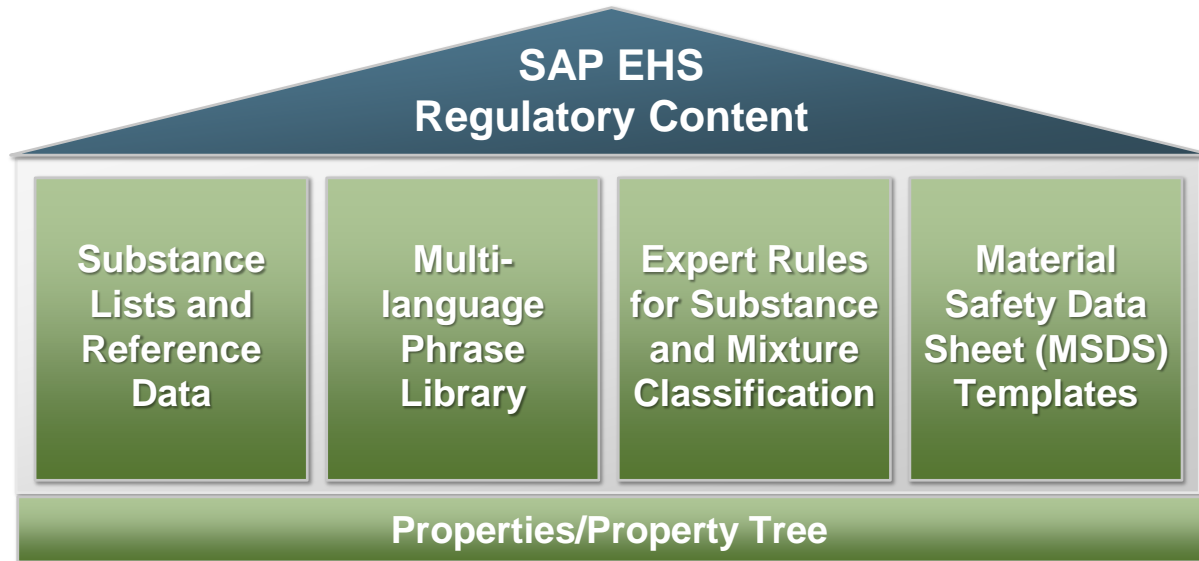 SAP EHS
Regulatory Content
Substance
Lists and
Reference
Data
Multi-
language
Phrase
Library
Expert Rules
for Substance
and Mixture
Classification
Material
Safety Data
Sheet (MSDS)
Templates
Properties/Property Tree